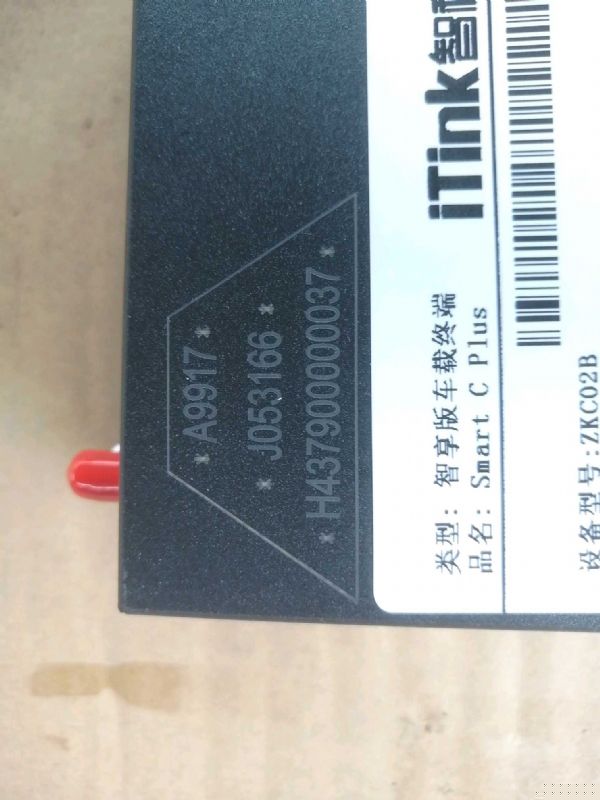 *A9917*
*J053166*
*H437900000037*
iTink智
类型: 智享版车载终端
品名: Smart C Plus
设备型号:ZKC02B